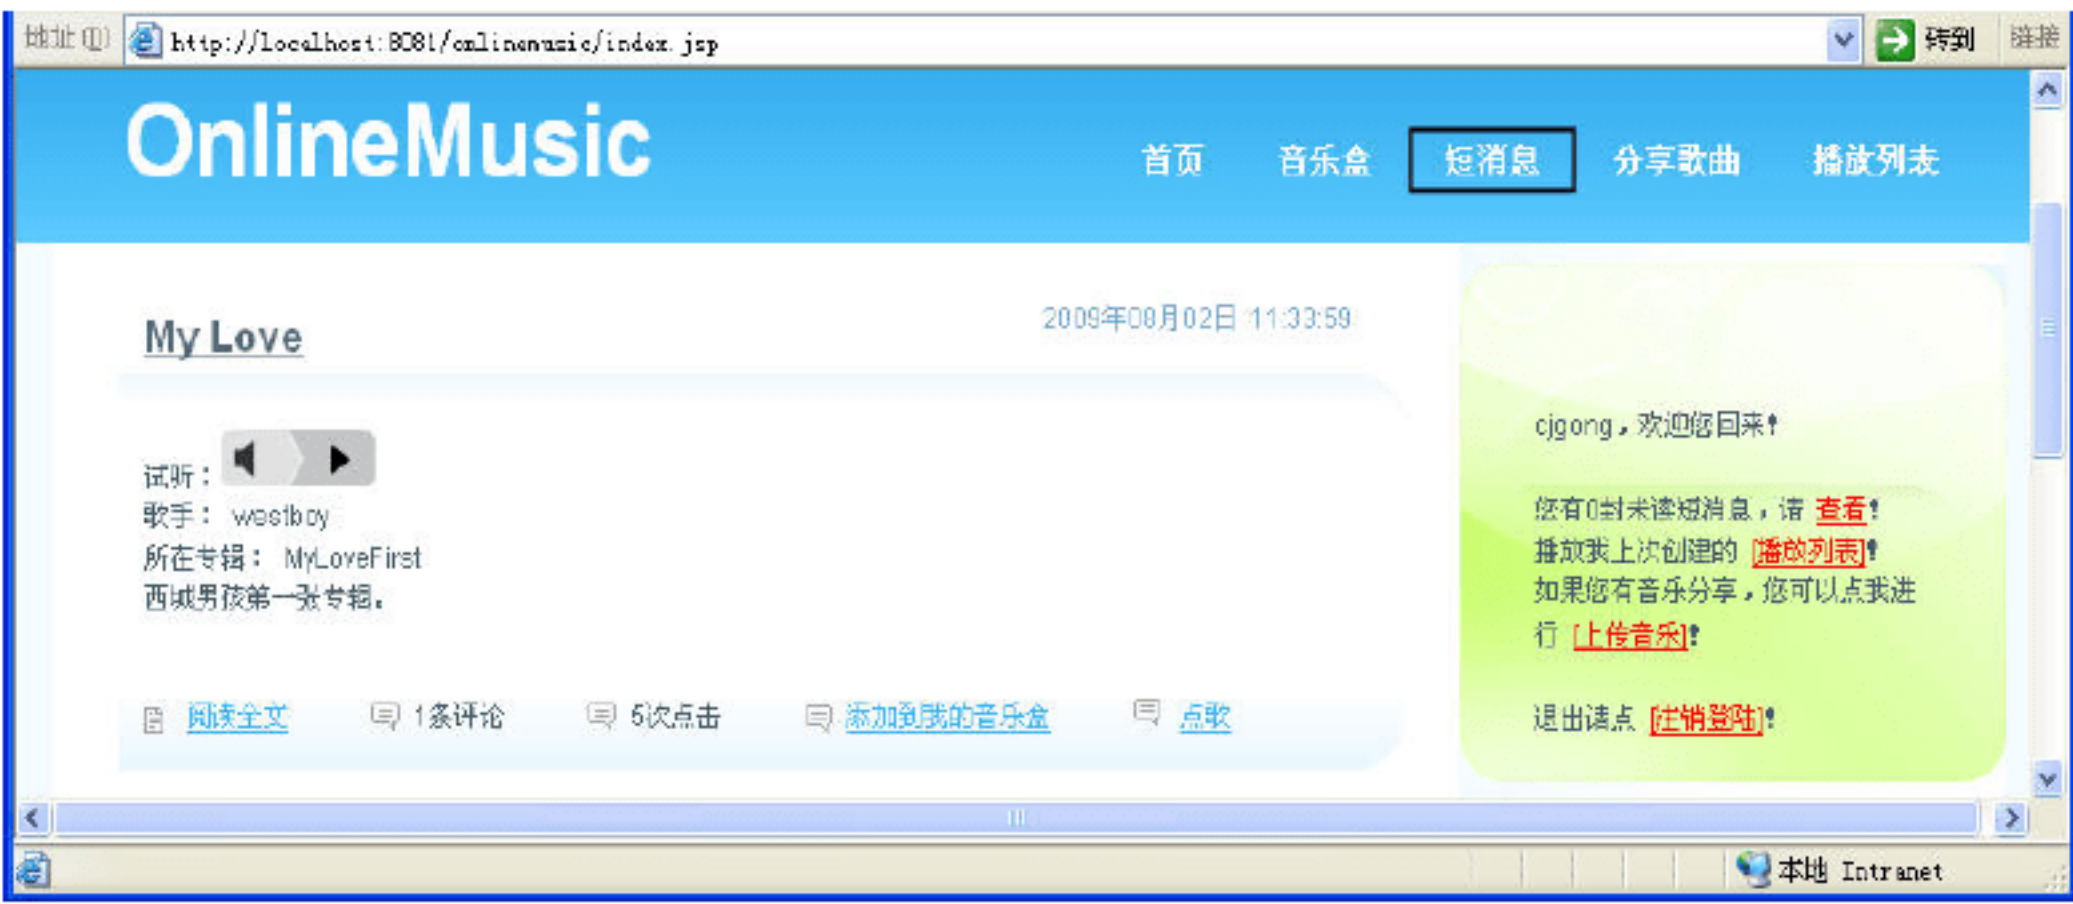 地址(D) http://localhost:8081/onlinemusic/index.jsp 转到 链接
OnlineMusic
首页 音乐盒 短消息 分享歌曲 播放列表
My Love
2009年08月02日 11:33:59
试听：
歌手： westboy
所在专辑： MyLoveFirst
西城男孩第一张专辑。
阅读全文 1条评论 5次点击 添加到我的音乐盒 点歌
cjgong，欢迎您回来！
您有0封未读短消息，请 查看！
播放我上次创建的 [播放列表]！
如果您有音乐分享，您可以点我进
行 [上传音乐]！
退出请点 [注销登陆]！
本地 Intranet